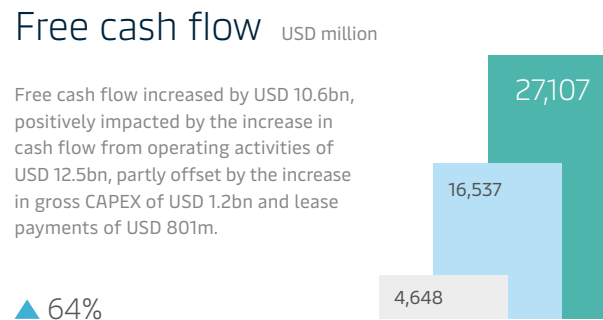 Free cash flow USD million
Free cash flow increased by USD 10.6bn,
positively impacted by the increase in
cash flow from operating activities of
USD 12.5bn, partly offset by the increase
in gross CAPEX of USD 1.2bn and lease
payments of USD 801m.
64%
27,107
16,537
4,648